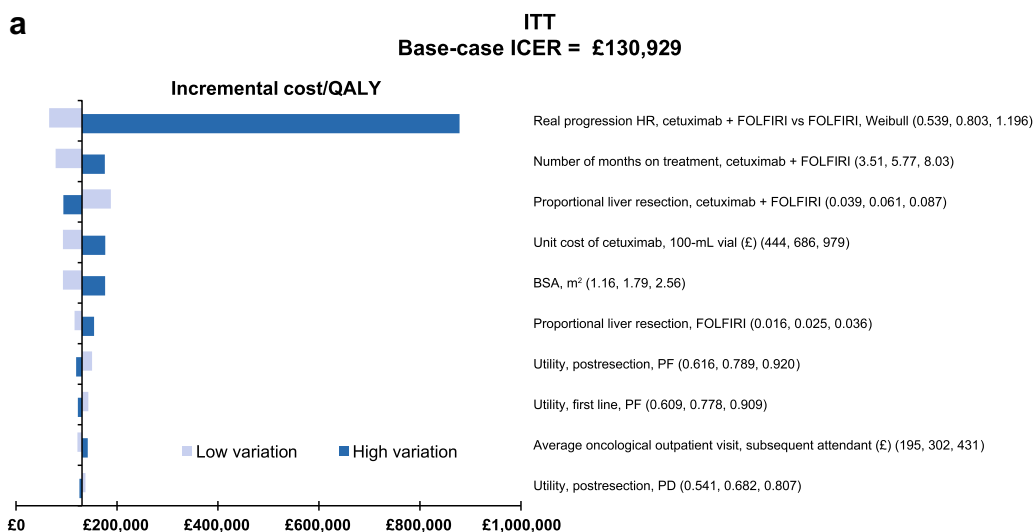 a
ITT
Base-case ICER = £130,929
Incremental cost/QALY
Real progression HR, cetuximab + FOLFIRI vs FOLFIRI, Weibull (0.539, 0.803, 1.196)
Number of months on treatment, cetuximab + FOLFIRI (3.51, 5.77, 8.03)
Proportional liver resection, cetuximab + FOLFIRI (0.039, 0.061, 0.087)
Unit cost of cetuximab, 100-mL vial (£) (444, 686, 979)
BSA, m² (1.16, 1.79, 2.56)
Proportional liver resection, FOLFIRI (0.016, 0.025, 0.036)
Utility, postresection, PF (0.616, 0.789, 0.920)
Utility, first line, PF (0.609, 0.778, 0.909)
Average oncological outpatient visit, subsequent attendant (£) (195, 302, 431)
Low variation High variation
Utility, postresection, PD (0.541, 0.682, 0.807)
£0 £200,000 £400,000 £600,000 £800,000 £1,000,000